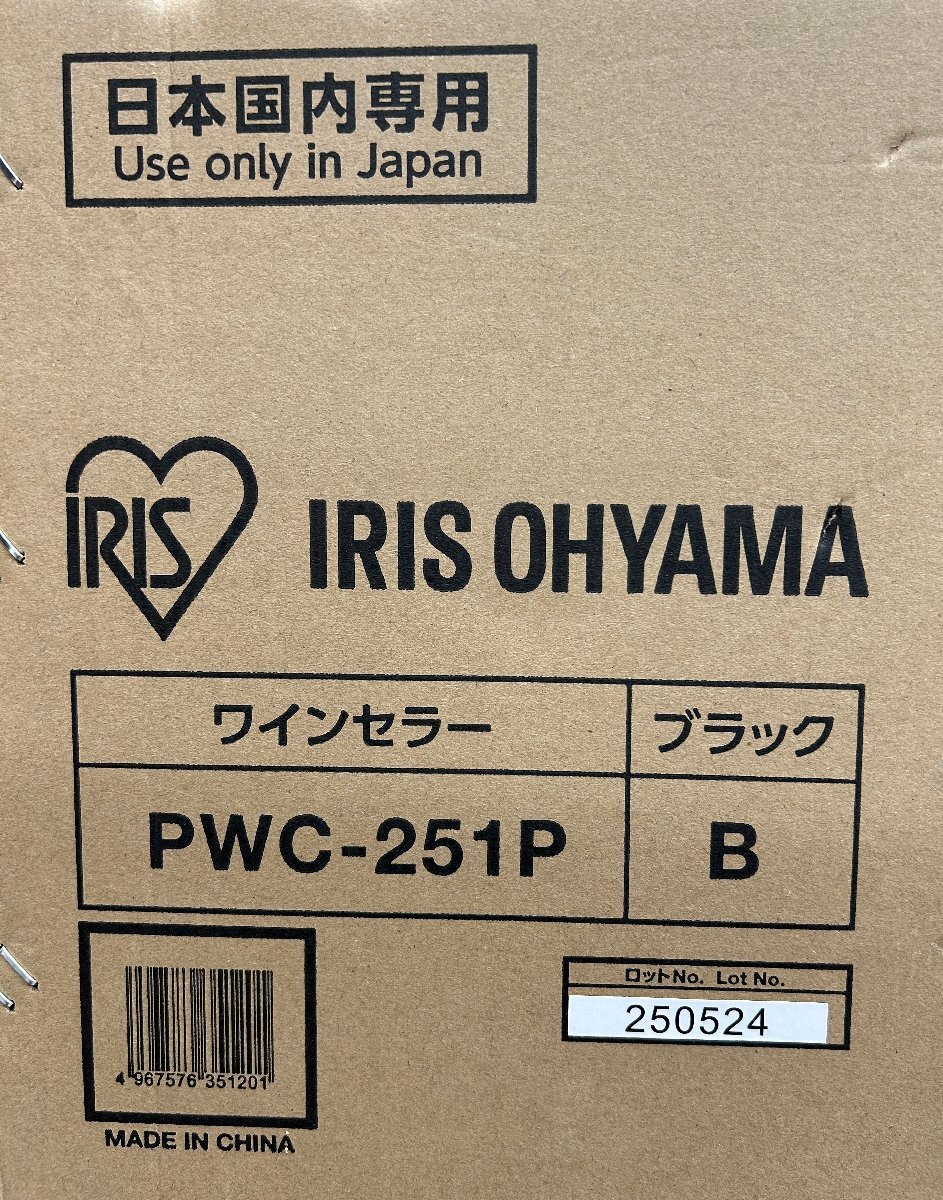 日本国内専用
Use only in Japan
IRIS
IRIS OHYAMA
ワインセラー
ブラック
PWC-251P
B
ロットNo. Lot No.
250524
4 967576 351201
MADE IN CHINA